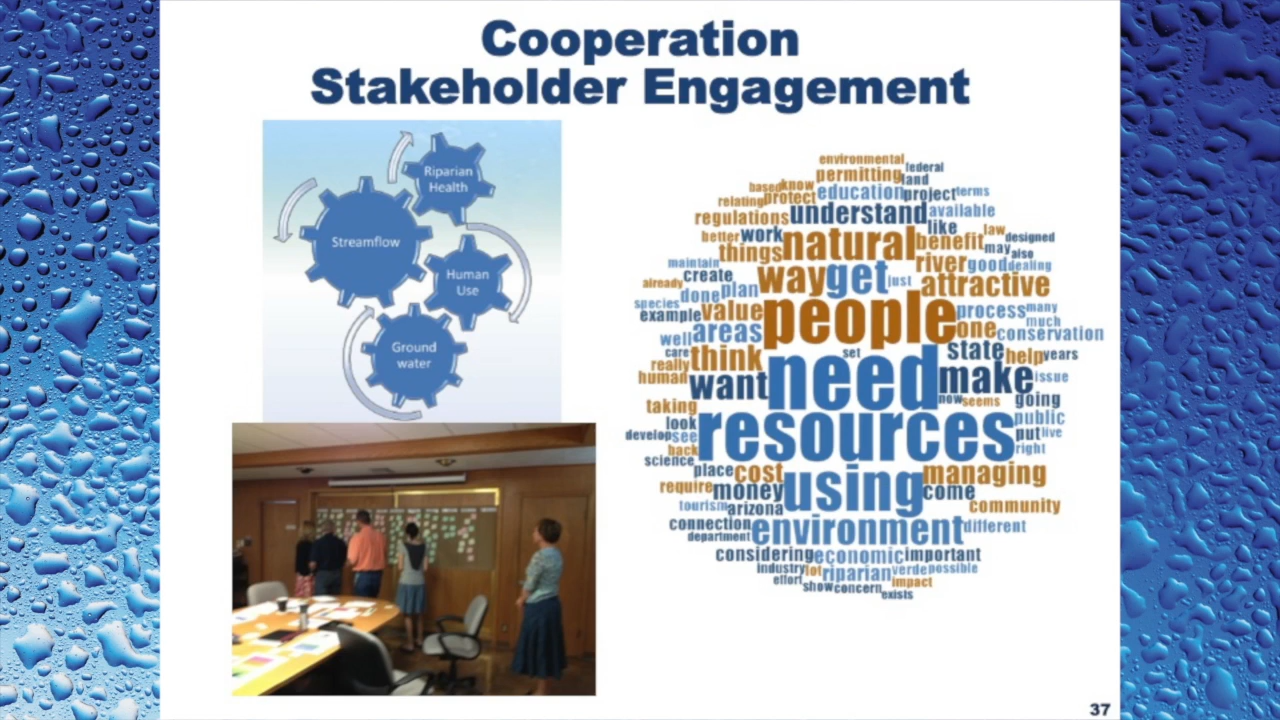 Cooperation
Stakeholder Engagement
Riparian
Health
Streamflow
Human
Use
Ground
water
environmental
federal
permitting
land
based
know
education
project
terms
relating
protect
regulations
understand
available
better
work
natural
like
law
designed
benefit
may
also
things
maintain
way
get
just
river
good
dealing
create
already
done
plan
attractive
species
example
value
people
process
many
much
well
areas
one
conservation
care
think
set
state
help
years
really
human
want
need
make
issue
now
seems
going
taking
look
resources
public
develop
see
put
live
back
right
science
place
cost
managing
require
money
using
come
tourism
arizona
community
connection
department
environment
different
considering
economic
important
industry
lot
riparian
verde
possible
effort
show
concern
impact
exists
37